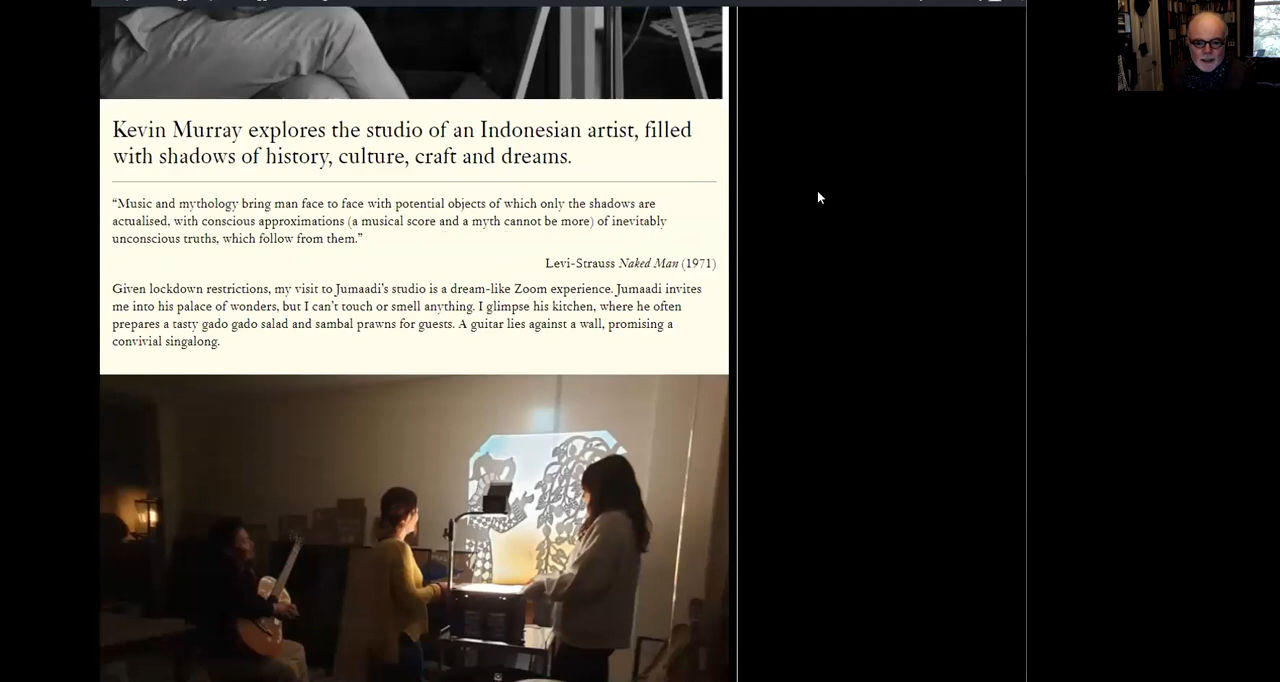 Kevin Murray explores the studio of an Indonesian artist, filled
with shadows of history, culture, craft and dreams.
“Music and mythology bring man face to face with potential objects of which only the shadows are
actualised, with conscious approximations (a musical score and a myth cannot be more) of inevitably
unconscious truths, which follow from them.”
Levi-Strauss Naked Man (1971)
Given lockdown restrictions, my visit to Jumaadi’s studio is a dream-like Zoom experience. Jumaadi invites
me into his palace of wonders, but I can’t touch or smell anything. I glimpse his kitchen, where he often
prepares a tasty gado gado salad and sambal prawns for guests. A guitar lies against a wall, promising a
convivial singalong.